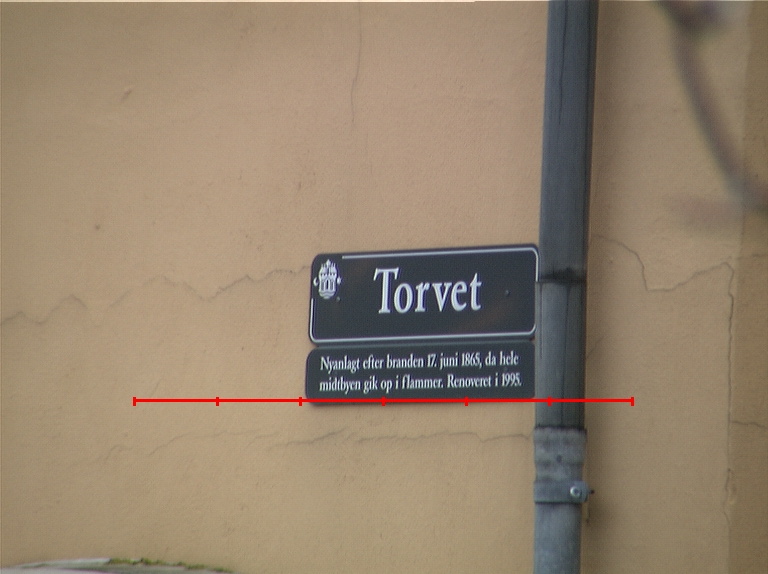 Torvet
Nyanlagt efter branden 17. juni 1865, da hele
midtbyen gik op i flammer. Renoveret i 1995.